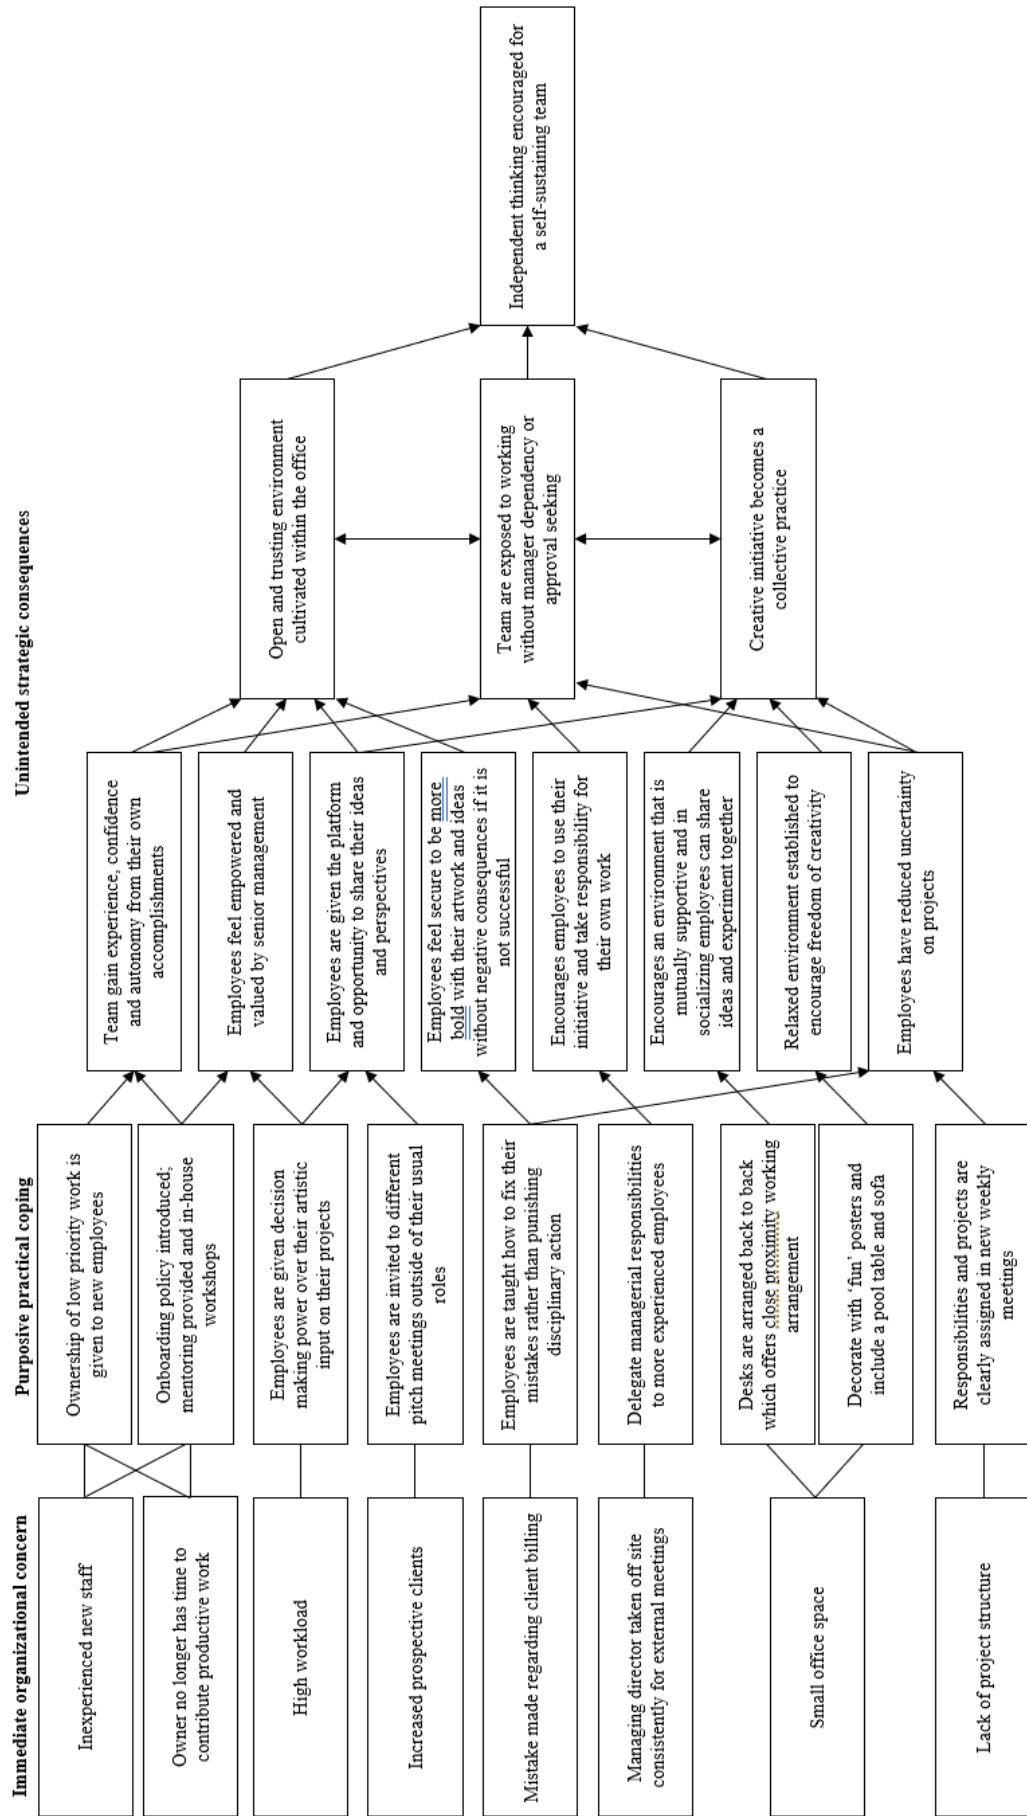 Immediate organizational concern
Purposive practical coping
Unintended strategic consequences
Inexperienced new staff
Owner no longer has time to
contribute productive work
High workload
Increased prospective clients
Mistake made regarding client billing
Managing director taken off site
consistently for external meetings
Small office space
Lack of project structure
Ownership of low priority work is
given to new employees
Onboarding policy introduced;
mentoring provided and in-house
workshops
Employees are given decision
making power over their artistic
input on their projects
Employees are invited to different
pitch meetings outside of their usual
roles
Employees are taught how to fix their
mistakes rather than punishing
disciplinary action
Delegate managerial responsibilities
to more experienced employees
Desks are arranged back to back
which offers close proximity working
arrangement
Decorate with ‘fun’ posters and
include a pool table and sofa
Responsibilities and projects are
clearly assigned in new weekly
meetings
Team gain experience, confidence
and autonomy from their own
accomplishments
Employees feel empowered and
valued by senior management
Employees are given the platform
and opportunity to share their ideas
and perspectives
Employees feel secure to be more
bold with their artwork and ideas
without negative consequences if it is
not successful
Encourages employees to use their
initiative and take responsibility for
their own work
Encourages an environment that is
mutually supportive and in
socializing employees can share
ideas and experiment together
Relaxed environment established to
encourage freedom of creativity
Employees have reduced uncertainty
on projects
Open and trusting environment
cultivated within the office
Team are exposed to working
without manager dependency or
approval seeking
Creative initiative becomes a
collective practice
Independent thinking encouraged for
a self-sustaining team